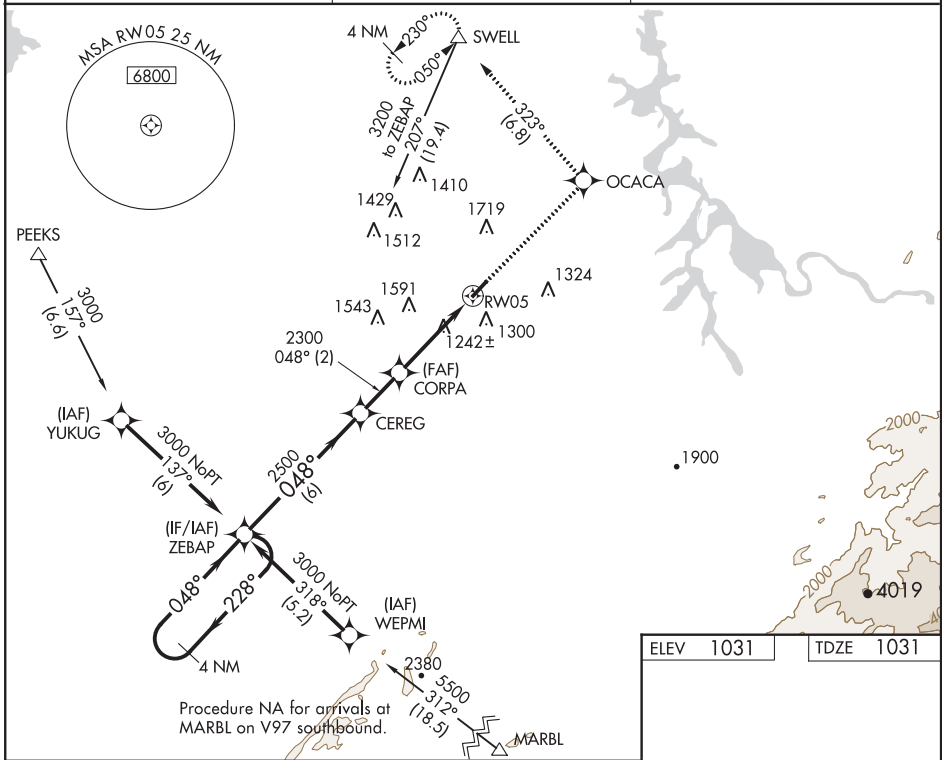 MSA RW05 25 NM
6800
4 NM
230°
050°
SWELL
3200
to ZEBAP
207°
(19.4)
323°
(6.8)
OCACA
1410
1429
1512
1719
PEEKS
3000
157°
(6.6)
1591
1543
1324
RW05
1300
1242±
2300
048° (2)
(FAF)
CORPA
CEREG
(IAF)
YUKUG
3000 NoPT
137°
(6)
2500
048°
(6)
1900
2000
(IF/IAF)
ZEBAP
3000 NoPT
318°
(5.2)
(IAF)
WEPMI
048°
228°
4 NM
2000
4019
2380
5500
312°
(18.5)
MARBL
Procedure NA for arrivals at
MARBL on V97 southbound.
ELEV 1031
TDZE 1031